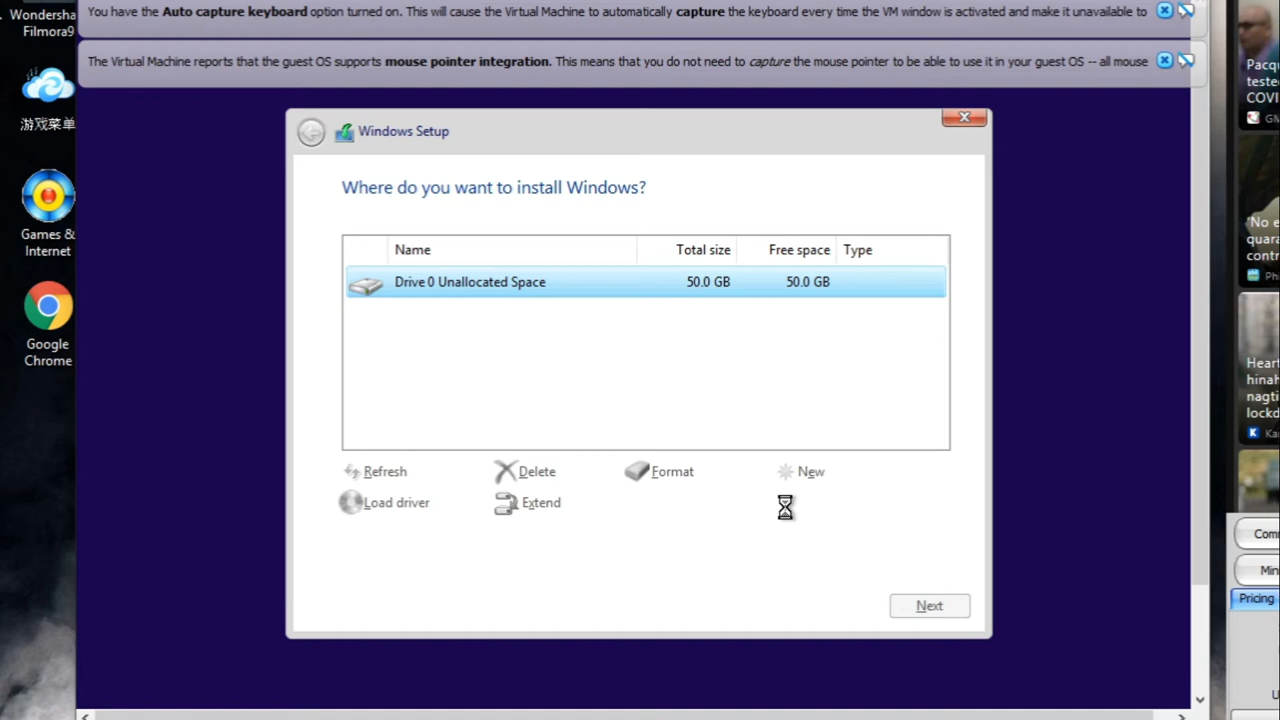 Wondersha
Filmora9
You have the Auto capture keyboard option turned on. This will cause the Virtual Machine to automatically capture the keyboard every time the VM window is activated and make it unavailable to
The Virtual Machine reports that the guest OS supports mouse pointer integration. This means that you do not need to capture the mouse pointer to be able to use it in your guest OS -- all mouse
游戏菜单
Games &
Internet
Google
Chrome
Windows Setup
Where do you want to install Windows?
Name Total size Free space Type
Drive 0 Unallocated Space 50.0 GB 50.0 GB
Refresh Delete Format New
Load driver Extend
Next
Pacqu
teste
COVI
GM
'No e
quara
contr
Ph
Heart
hinah
nagti
lockd
Ka
Com
Min
Pricing
U